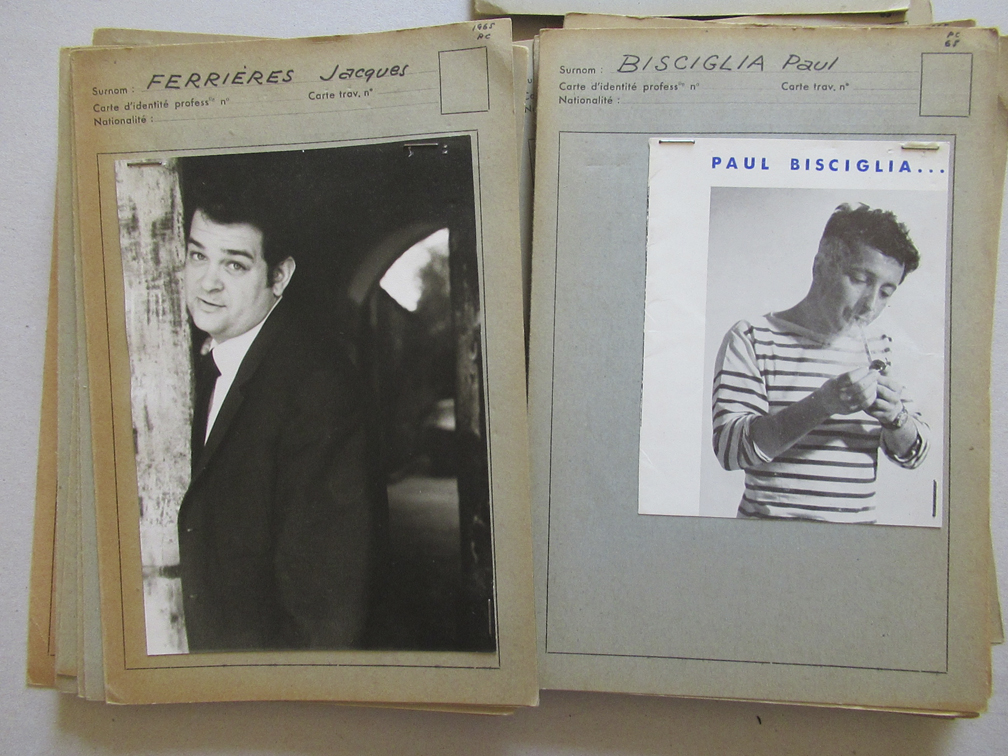 1965
PC
Surnom : FERRIÈRES Jacques
Carte d'identité profess^lle n° Carte trav. n°
Nationalité :
PC
65
Surnom : BISCIGLIA Paul
Carte d'identité profess^lle n° Carte trav. n°
Nationalité :
PAUL BISCIGLIA...